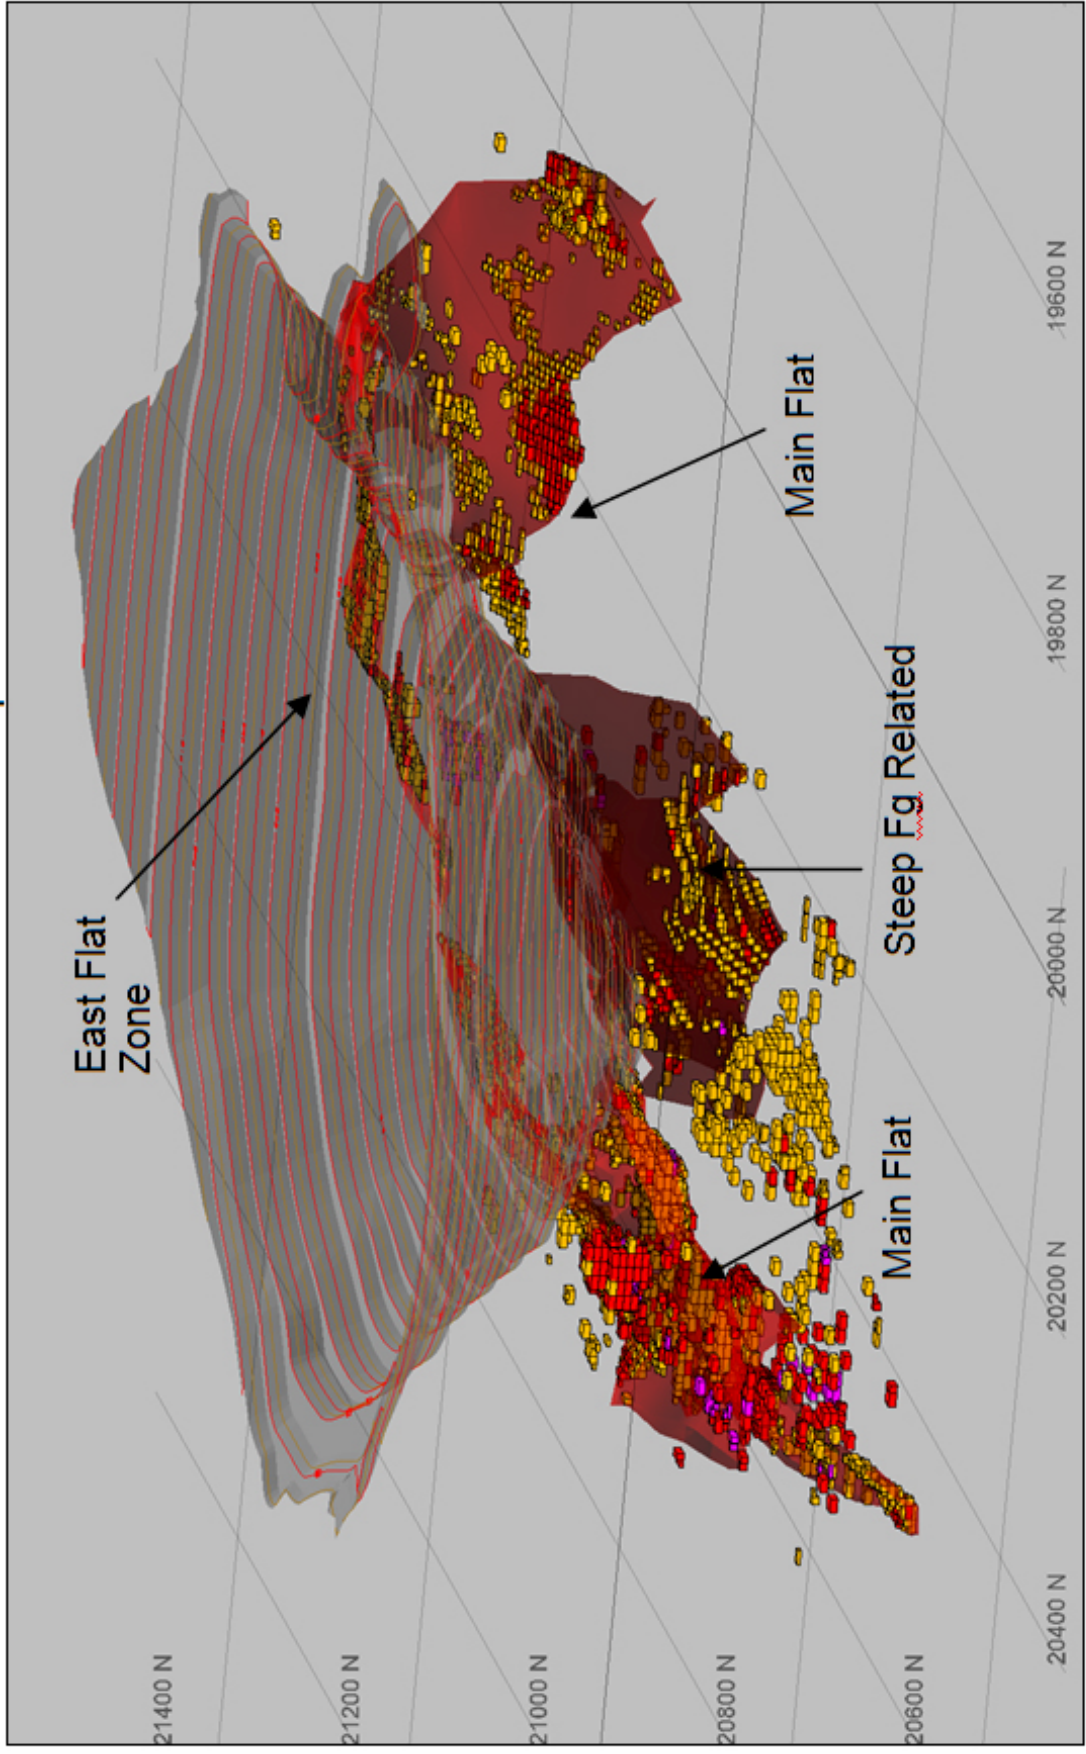 East Flat
Zone
Main Flat
Steep Fg Related
Main Flat
21400 N
21200 N
21000 N
20800 N
20600 N
20400 N
20200 N
20000 N
19800 N
19600 N